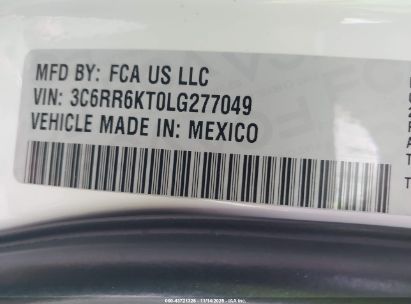 MFD BY: FCA US LLC
VIN: 3C6RR6KT0LG277049
VEHICLE MADE IN: MEXICO